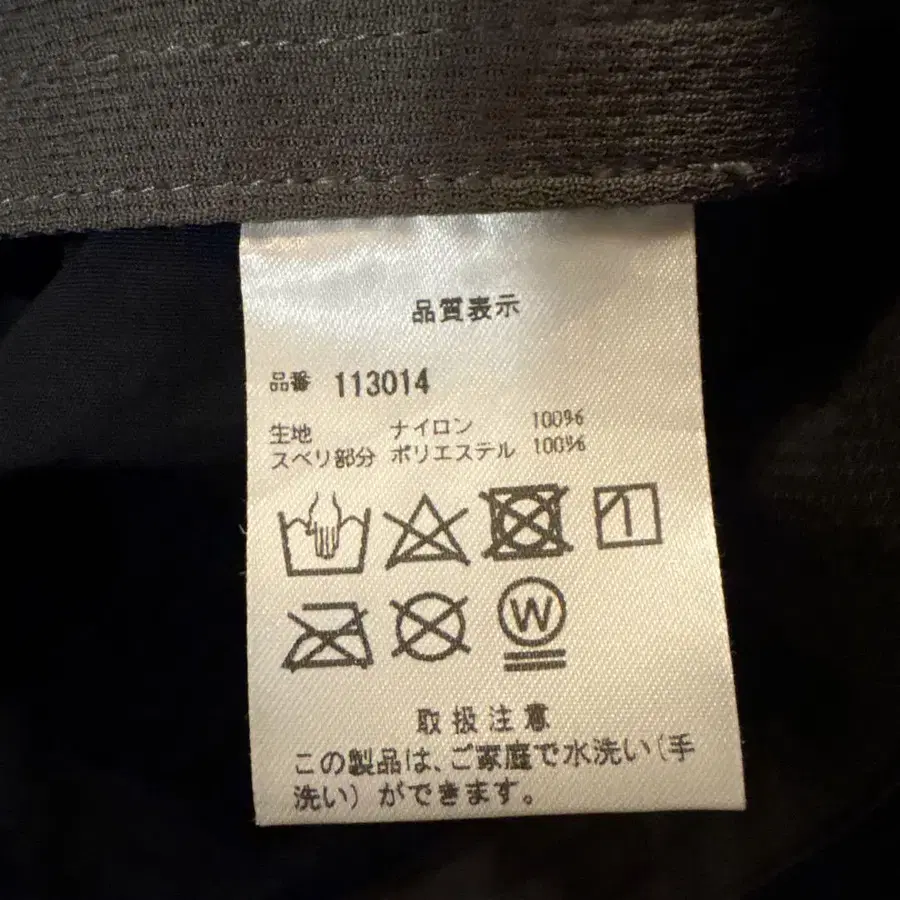 品質表示
品番 113014
生地 ナイロン 100%
スベリ部分 ポリエステル 100%
W
取扱注意
この製品は、ご家庭で水洗い(手
洗い)ができます。